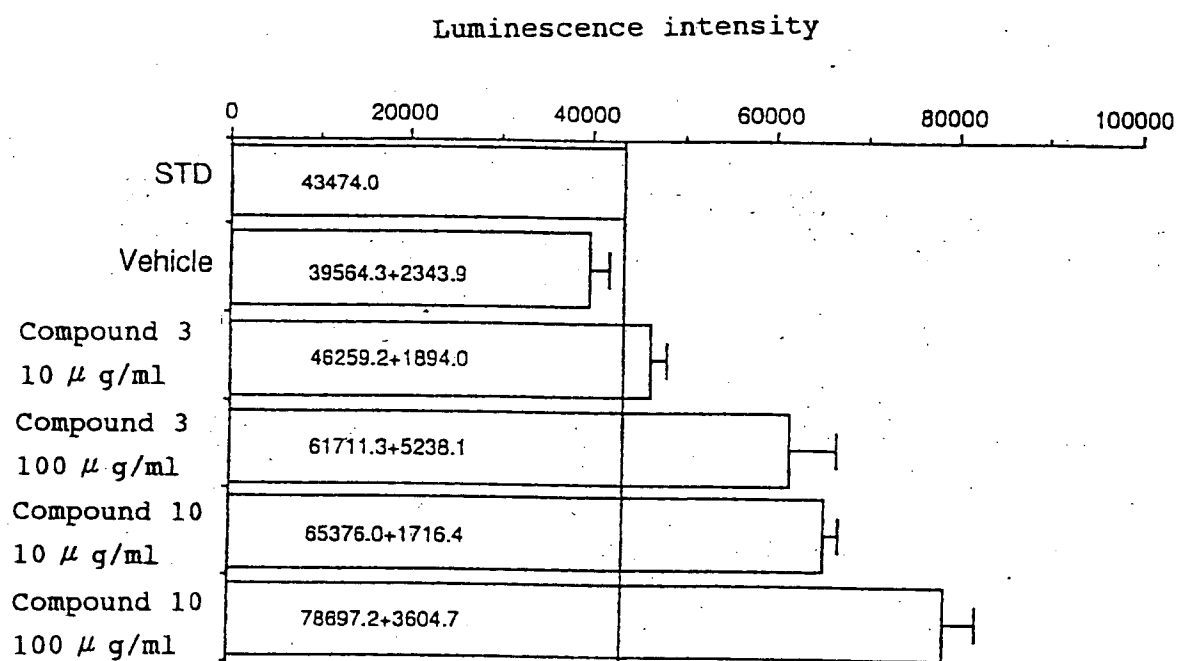 Luminescence intensity
0 20000 40000 60000 80000 100000
STD
43474.0
Vehicle
39564.3+2343.9
Compound 3
10 μ g/ml
46259.2+1894.0
Compound 3
100 μ g/ml
61711.3+5238.1
Compound 10
10 μ g/ml
65376.0+1716.4
Compound 10
100 μ g/ml
78697.2+3604.7